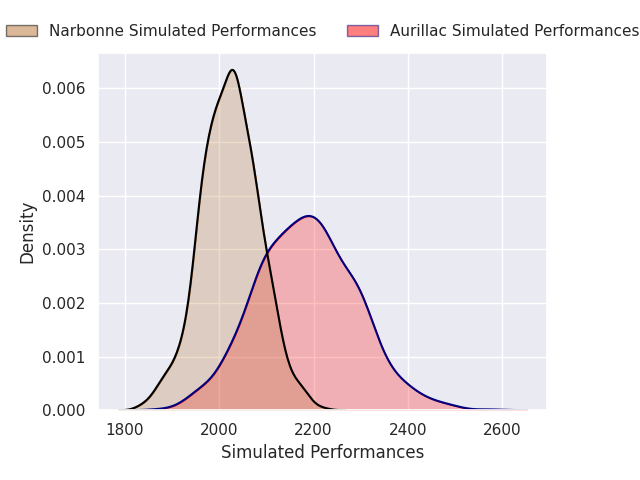 Narbonne Simulated Performances Aurillac Simulated Performances
0.006
0.005
0.004
0.003
0.002
0.001
0.000
Density
1800 2000 2200 2400 2600
Simulated Performances